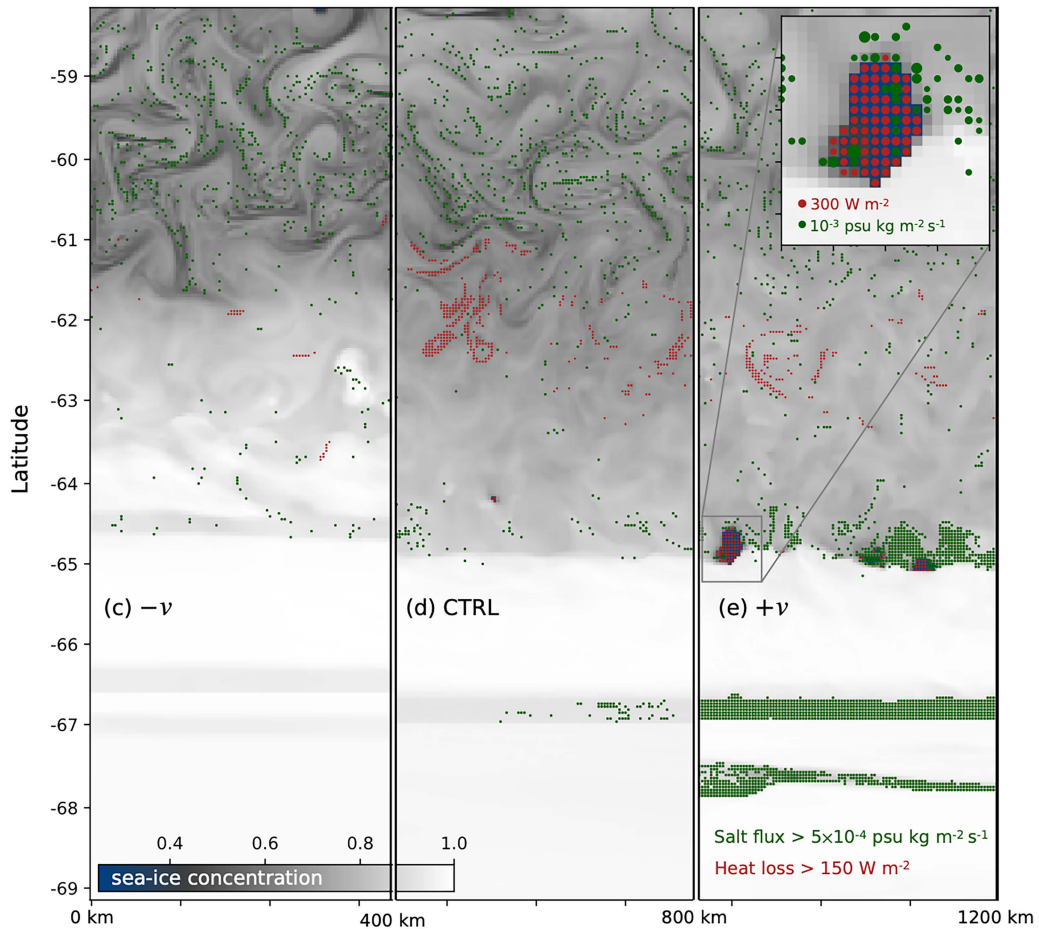 -59
-60
-61
-62
-63
-64
-65
-66
-67
-68
-69
Latitude
300 W m-2
10-3 psu kg m-2 s-1
(c) −v
(d) CTRL
(e) +v
Salt flux > 5×10-4 psu kg m-2 s-1
Heat loss > 150 W m-2
0.4 0.6 0.8 1.0
sea-ice concentration
0 km 400 km 800 km 1200 km